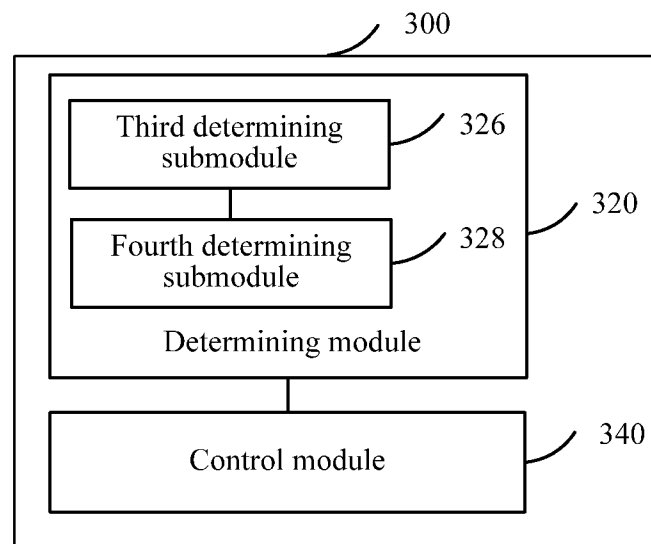 300
Third determining
submodule
326
320
Fourth determining
submodule
328
Determining module
Control module
340